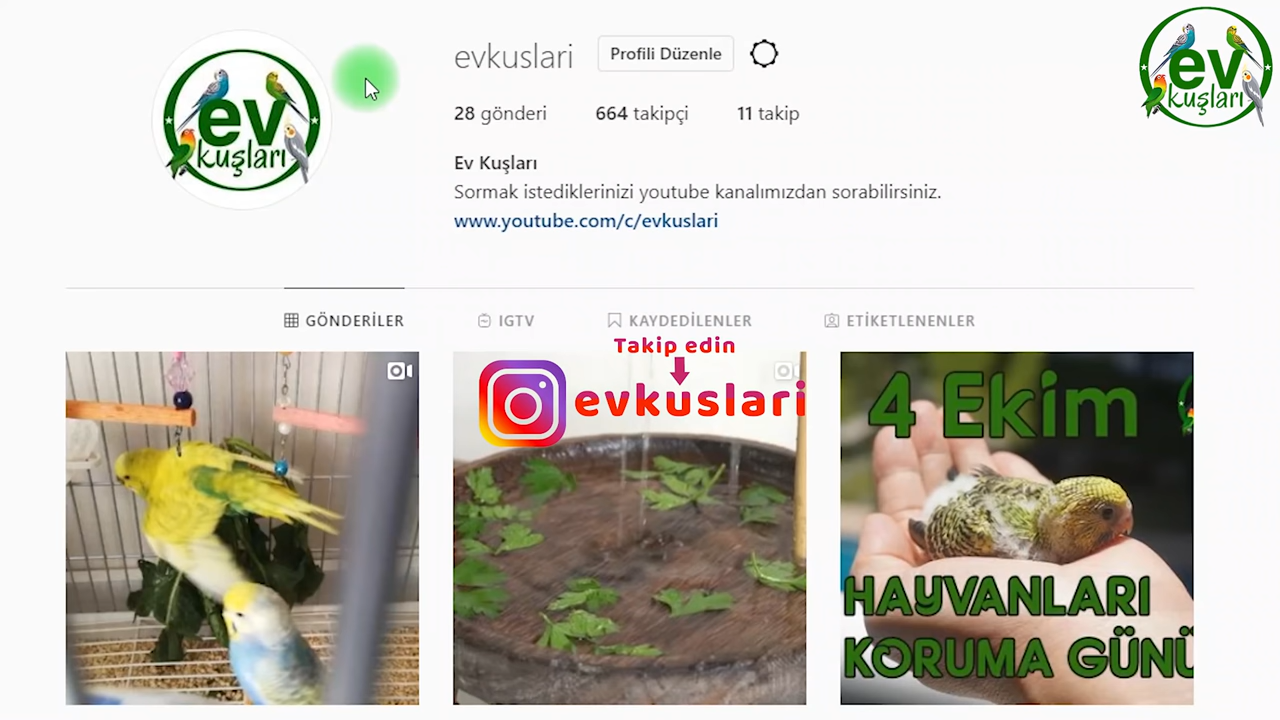 evkuslari Profili Düzenle
28 gönderi 664 takipçi 11 takip
Ev Kuşları
Sormak istediklerinizi youtube kanalımızdan sorabilirsiniz.
www.youtube.com/c/evkuslari
ev
kuşları
ev
kuşları
GÖNDERİLER IGTV KAYDEDİLENLER ETİKETLENENLER
Takip edin
evkuslari
4 Ekim
HAYVANLARI
KORUMA GÜNÜ